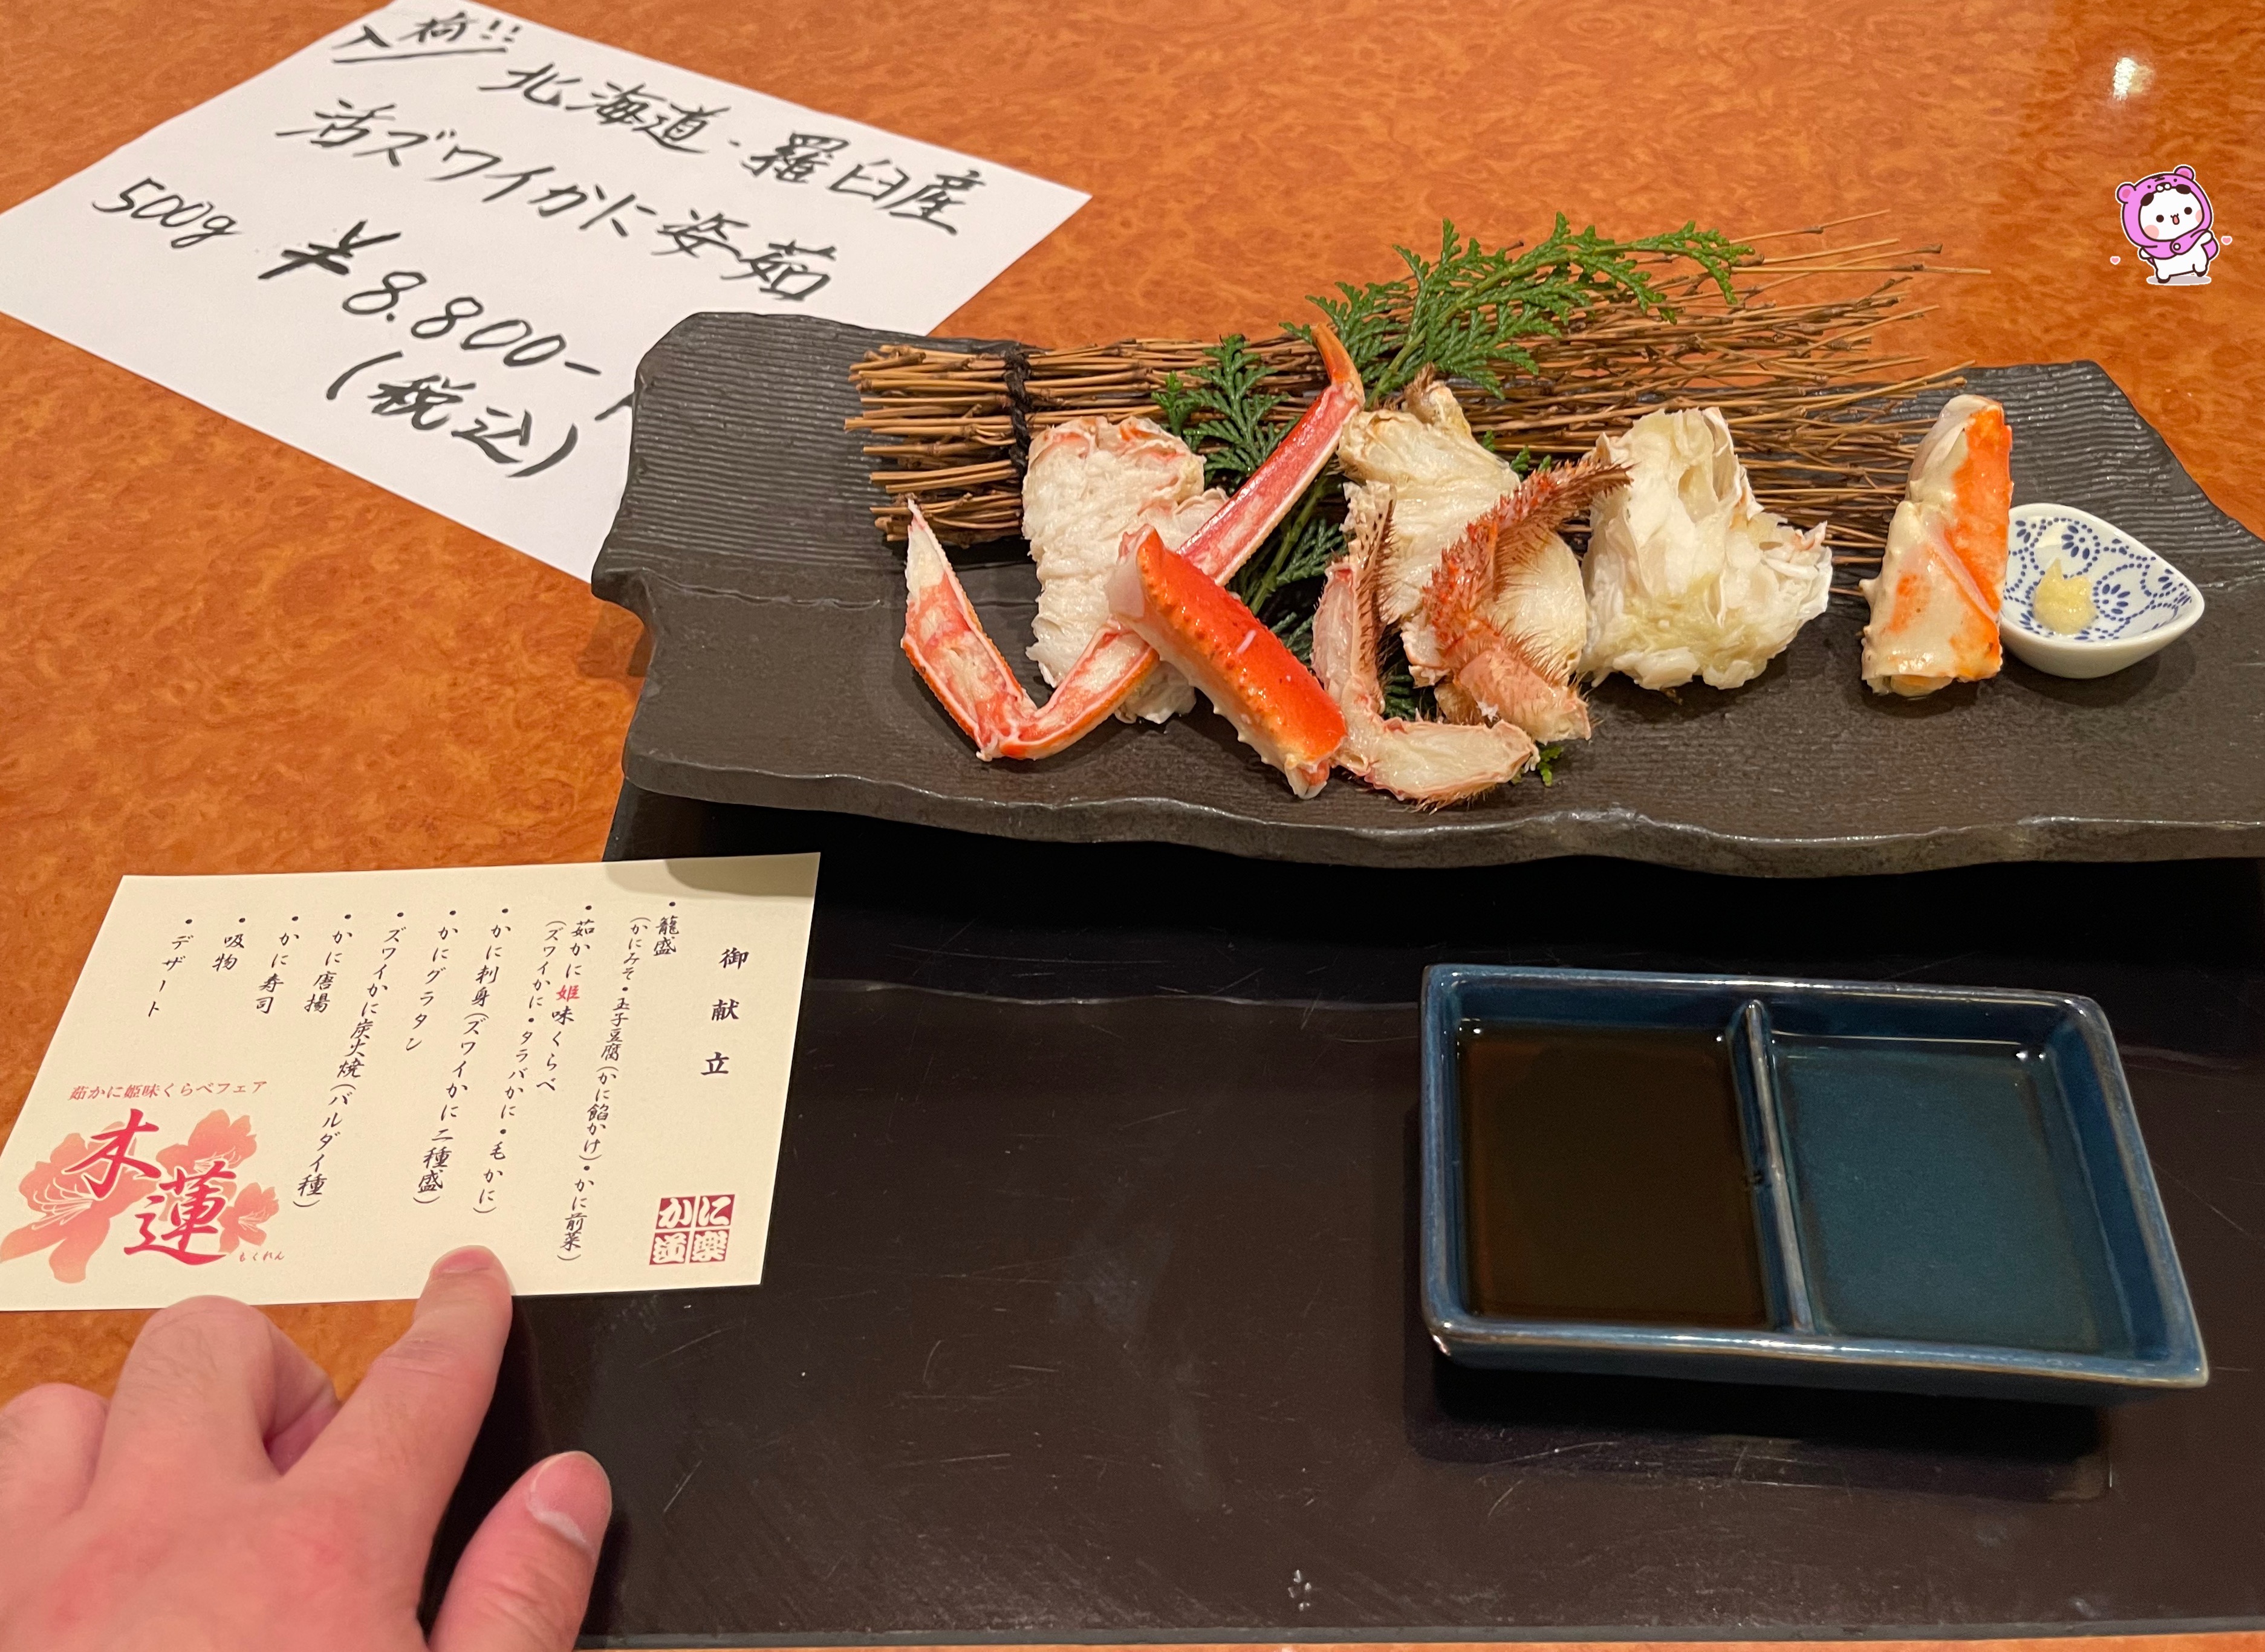 入荷!!
北海道・羅臼産
活ズワイかに姿茹
500g ¥8.800-
(税込)
御献立
・籠盛
(かにみそ・玉子豆腐(かに餡かけ)・かに前菜)
・茹かに姫味くらべ
(ズワイかに・タラバかに・毛かに)
・かに刺身(ズワイかに二種盛)
・かにグラタン
・ズワイかに炭火焼(バルダイ種)
・かに唐揚
・かに寿司
・吸物
・デザート
茹かに姫味くらべフェア
木蓮
もくれん
かに道楽